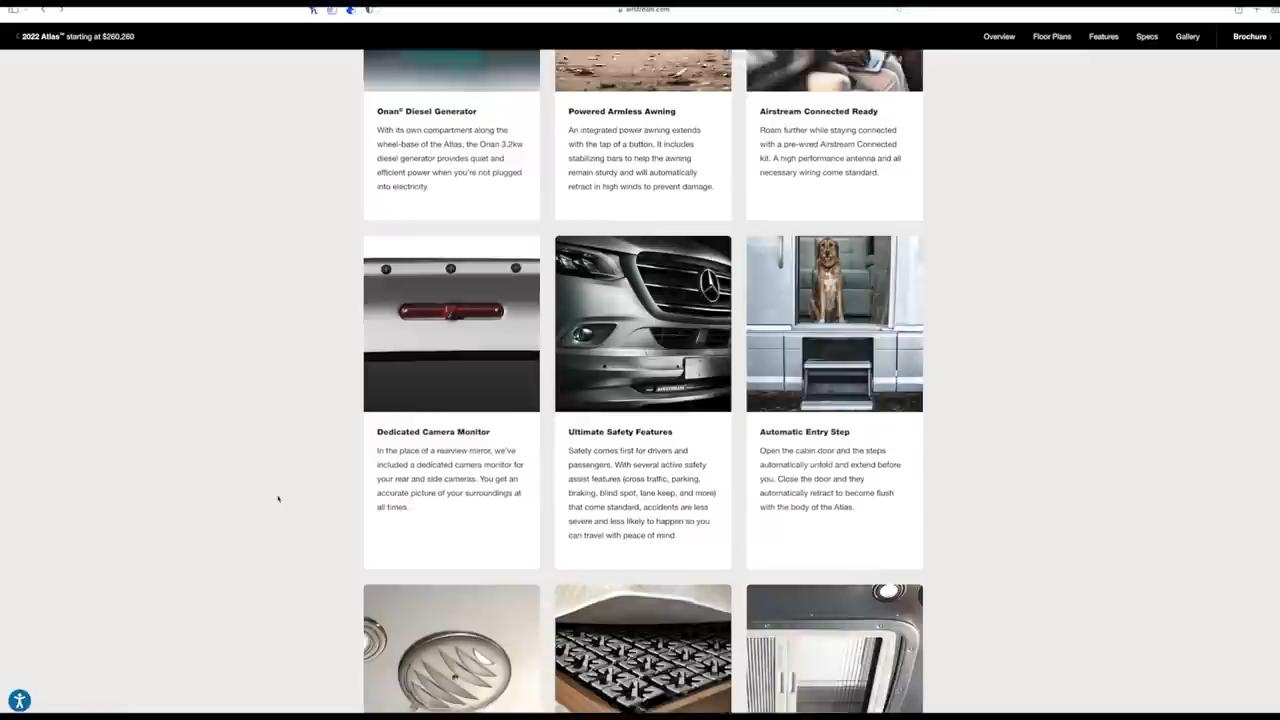 airstream.com
2022 Atlas™ starting at $260,260
Overview
Floor Plans
Features
Specs
Gallery
Brochure
Onan® Diesel Generator
With its own compartment along the
wheel-base of the Atlas, the Onan 3.2kw
diesel generator provides quiet and
efficient power when you're not plugged
into electricity.
Powered Armless Awning
An integrated power awning extends
with the tap of a button. It includes
stabilizing bars to help the awning
remain sturdy and will automatically
retract in high winds to prevent damage.
Airstream Connected Ready
Roam further while staying connected
with a pre-wired Airstream Connected
kit. A high performance antenna and all
necessary wiring come standard.
Dedicated Camera Monitor
In the place of a rearview mirror, we've
included a dedicated camera monitor for
your rear and side cameras. You get an
accurate picture of your surroundings at
all times.
Ultimate Safety Features
Safety comes first for drivers and
passengers. With several active safety
assist features (cross traffic, parking,
braking, blind spot, lane keep, and more)
that come standard, accidents are less
severe and less likely to happen so you
can travel with peace of mind.
Automatic Entry Step
Open the cabin door and the steps
automatically unfold and extend before
you. Close the door and they
automatically retract to become flush
with the body of the Atlas.